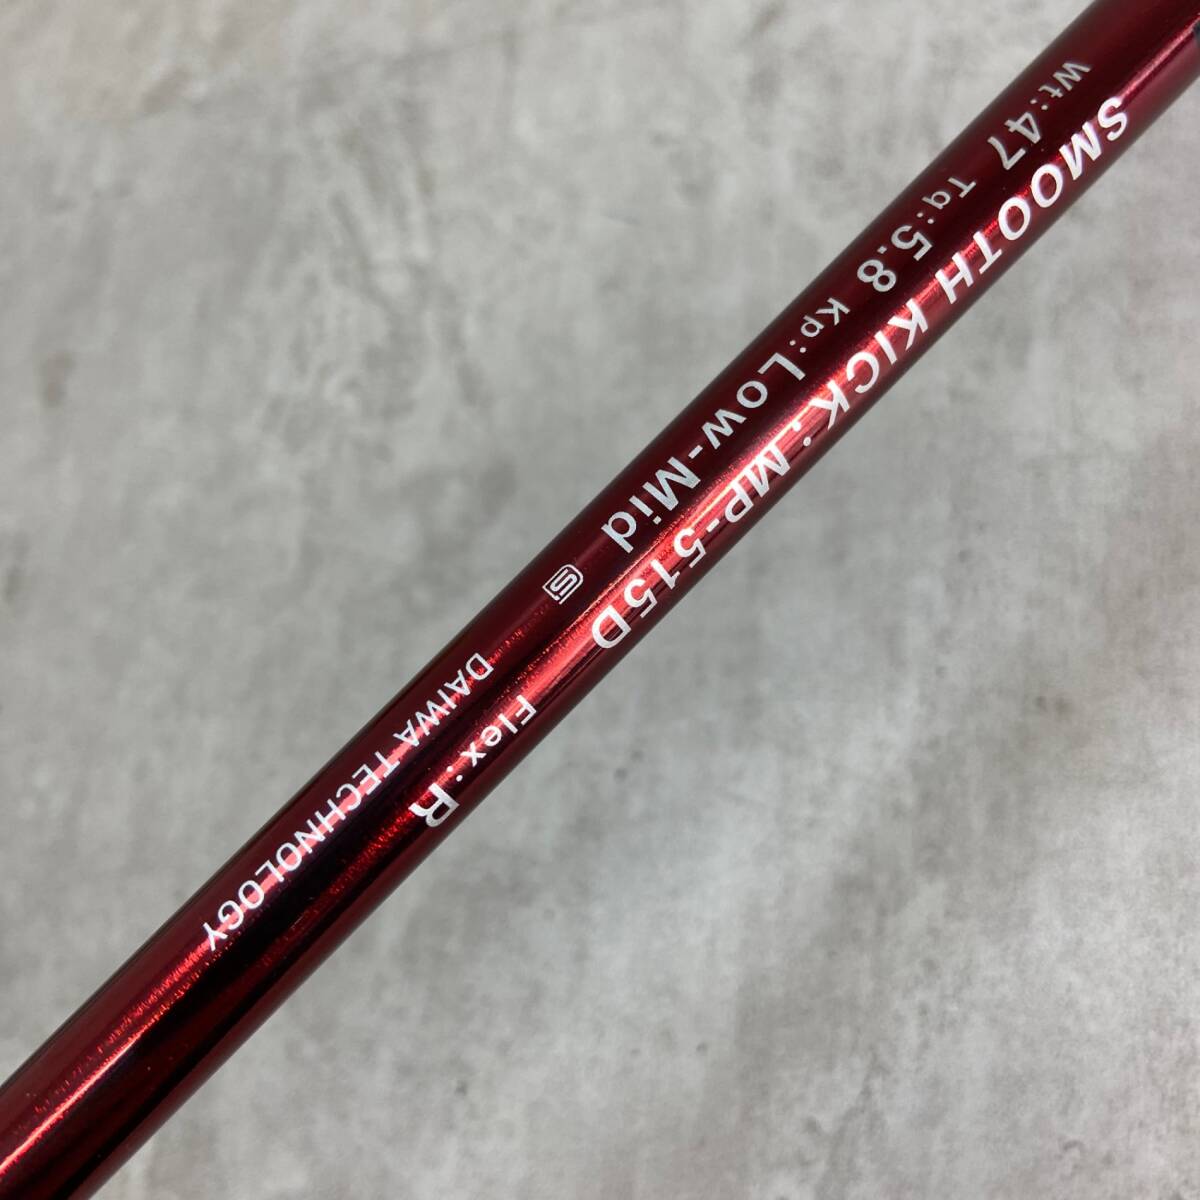 SMOOTH KICK:MP-515D Flex:R
Wt:47 Tq:5.8 Kp:Low-Mid
DAIWA TECHNOLOGY